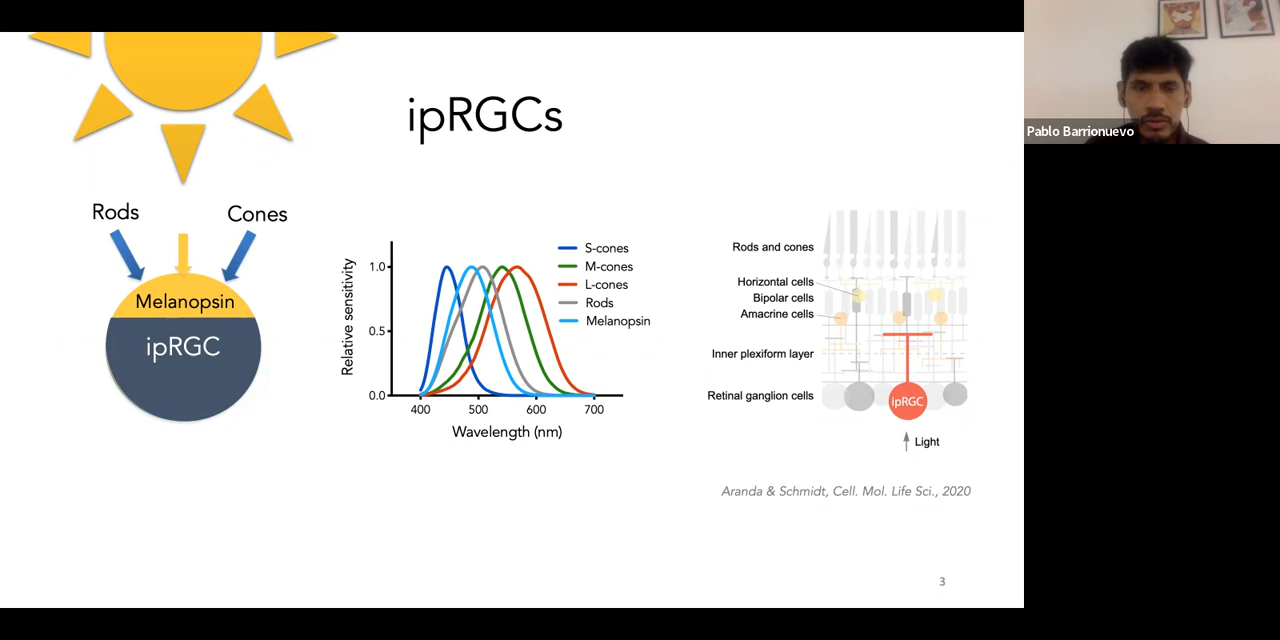 ipRGCs
Pablo Barrionuevo
Rods
Cones
Melanopsin
ipRGC
Relative sensitivity
1.0
0.5
0.0
400
500
600
700
Wavelength (nm)
S-cones
M-cones
L-cones
Rods
Melanopsin
Rods and cones
Horizontal cells
Bipolar cells
Amacrine cells
Inner plexiform layer
Retinal ganglion cells
ipRGC
Light
Aranda & Schmidt, Cell. Mol. Life Sci., 2020
3